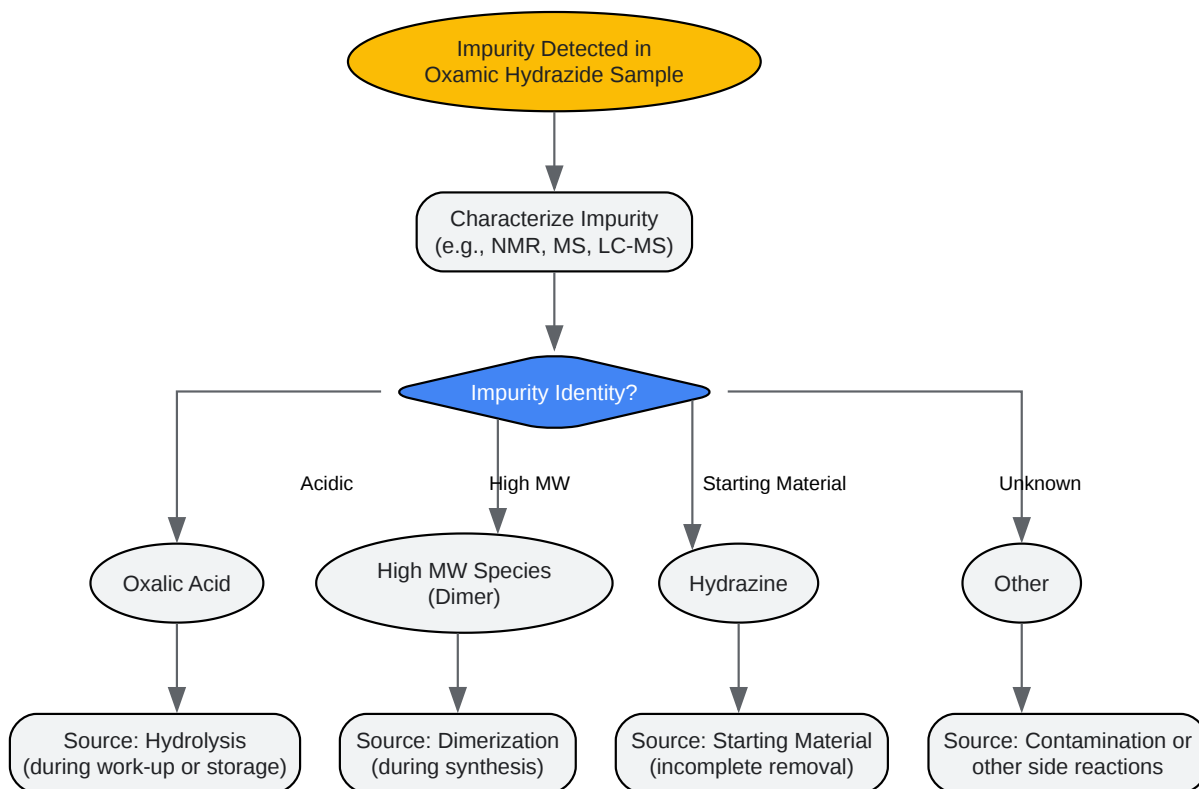 Impurity Detected in
Oxamic Hydrazide Sample
Characterize Impurity
(e.g., NMR, MS, LC-MS)
Impurity Identity?
Acidic
High MW
Starting Material
Unknown
Oxalic Acid
High MW Species
(Dimer)
Hydrazine
Other
Source: Hydrolysis
(during work-up or storage)
Source: Dimerization
(during synthesis)
Source: Starting Material
(incomplete removal)
Source: Contamination or
other side reactions